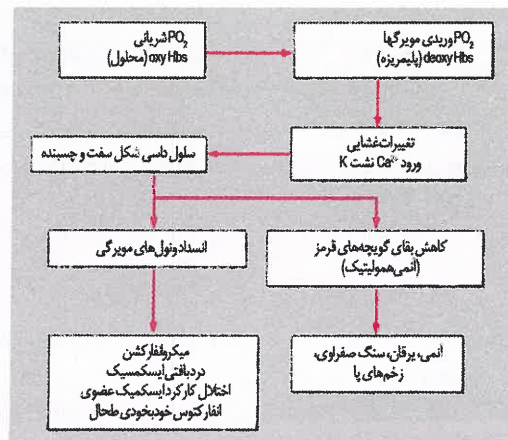 PO₂ شریانی
oxy Hbs (محلول)
PO₂ وریدی مویرگها
deoxy Hbs (پلیمریزه)
تغییرات غشایی
ورود Ca²⁺ نشت K
سلول داسی شکل سفت و چسبنده
انسداد ونول‌های مویرگی
کاهش بقای گویچه‌های قرمز
(آنمی همولیتیک)
میکروانفارکشن
درد بافتی ایسکمیک
اختلال کارکرد ایسکمیک عضوی
انفارکتوس خودبخودی طحال
آنمی، یرقان، سنگ صفراوی،
زخم‌های پا